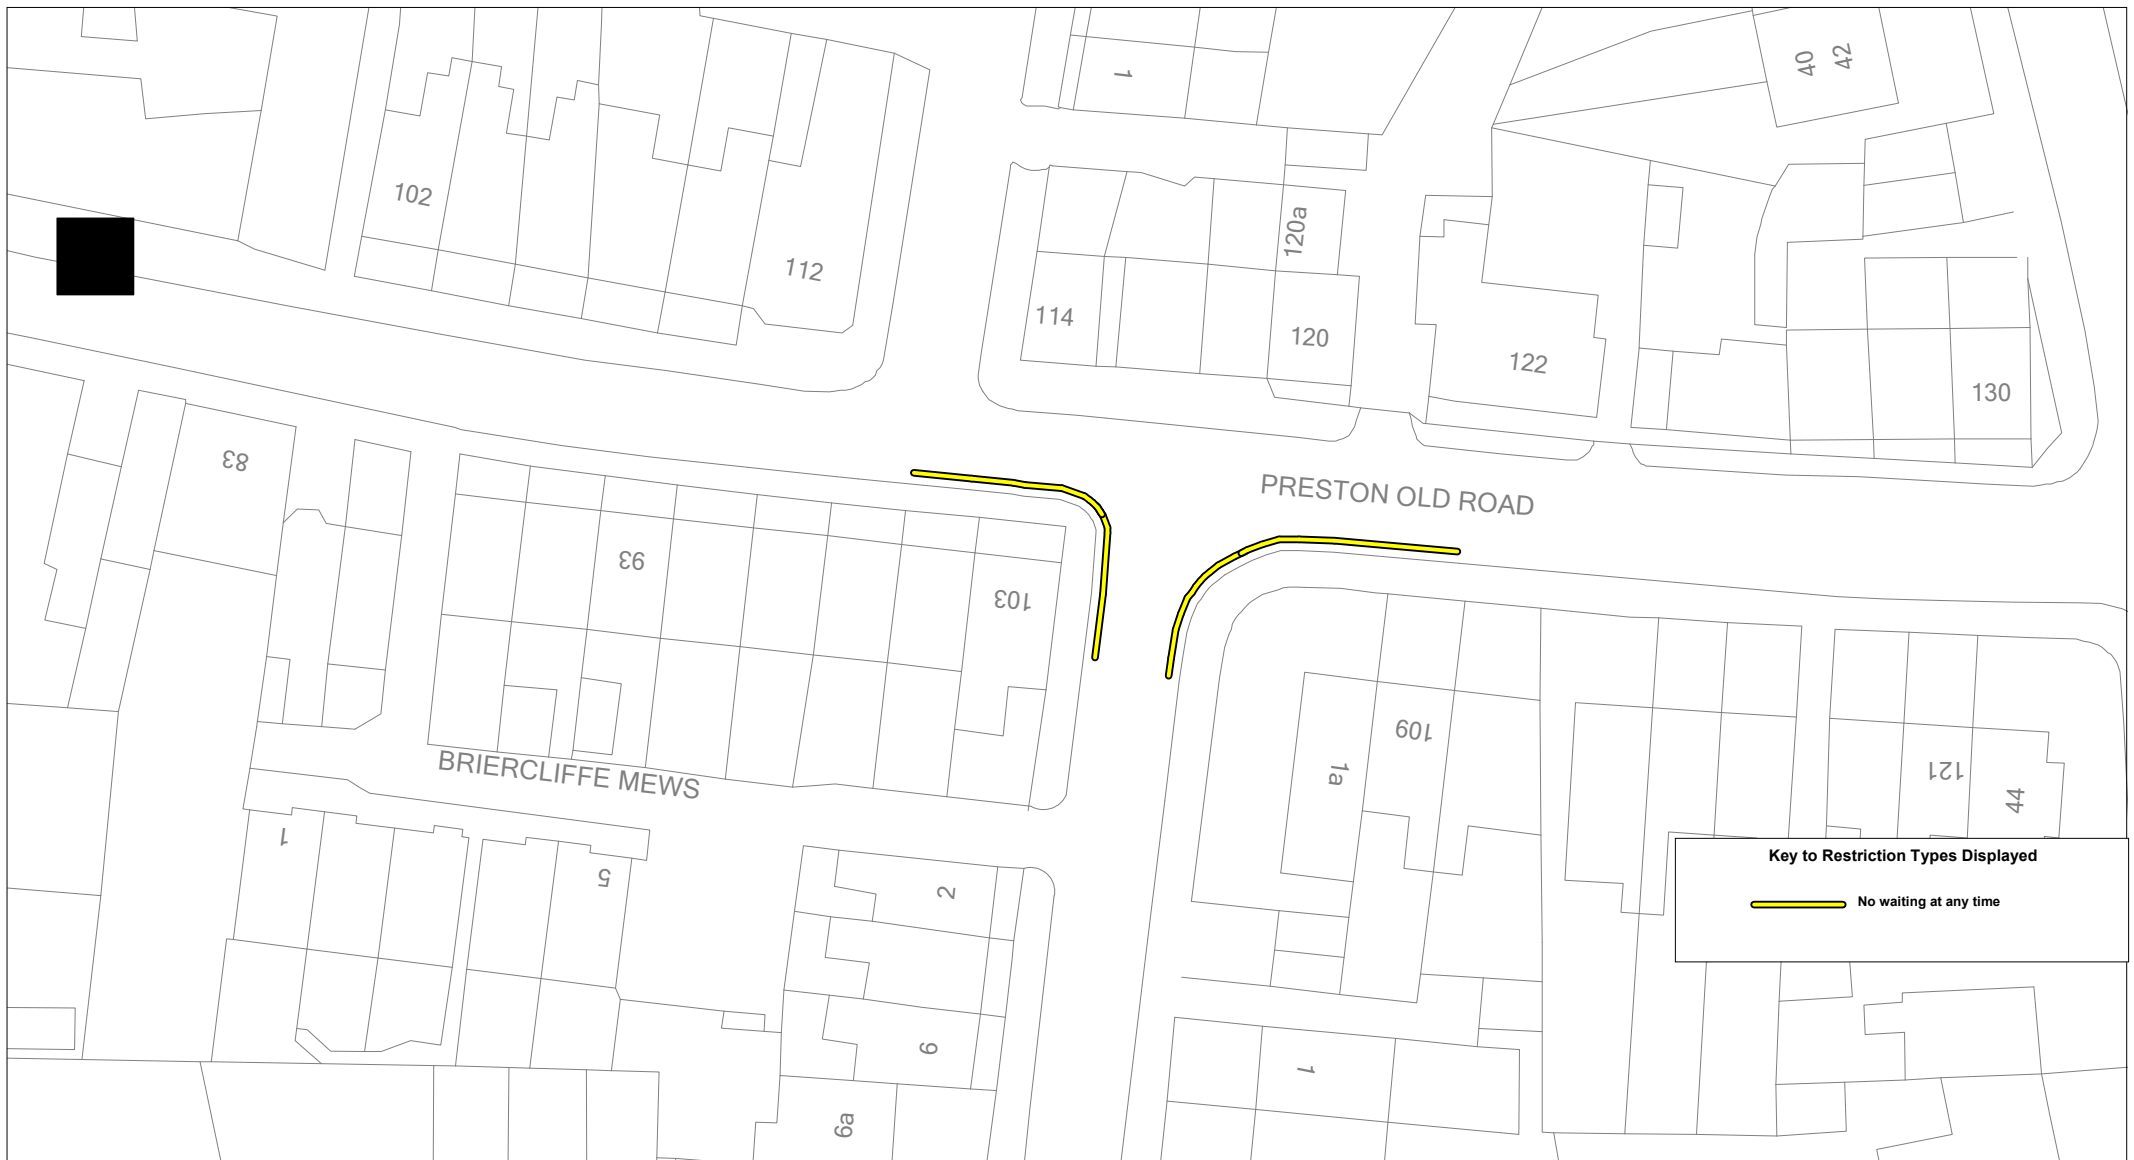 40
42
1
102
120a
112
114
120
122
130
83
PRESTON OLD ROAD
93
103
109
1a
121
44
BRIERCLIFFE MEWS
1
5
2
Key to Restriction Types Displayed
No waiting at any time
6
1
6a